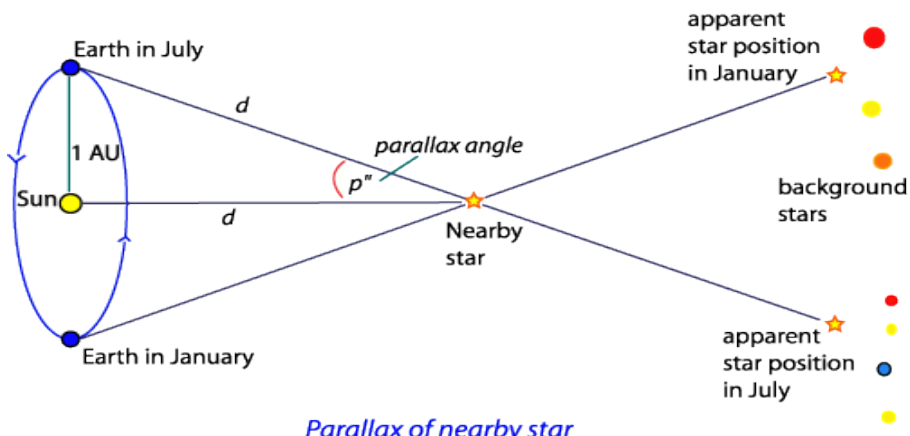 Earth in July
apparent
star position
in January
d
parallax angle
1 AU
p"
Sun
d
background
stars
Nearby
star
Earth in January
apparent
star position
in July
Parallax of nearby star